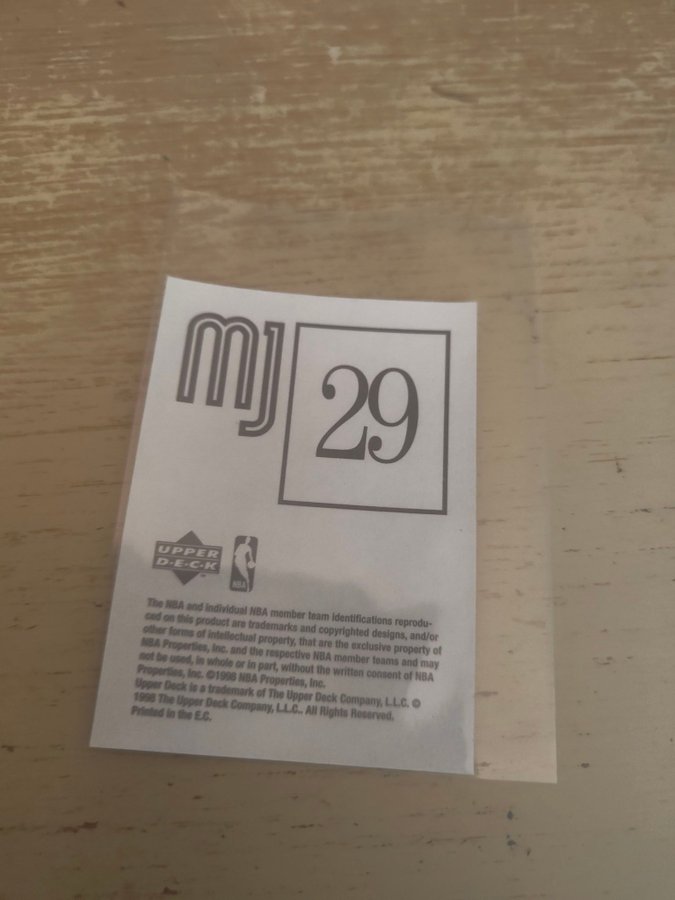 MJ
29
UPPER
D·E·C·K
NBA
The NBA and individual NBA member team identifications reprodu-
ced on this product are trademarks and copyrighted designs, and/or
other forms of intellectual property, that are the exclusive property of
NBA Properties, Inc. and the respective NBA member teams and may
not be used, in whole or in part, without the written consent of NBA
Properties, Inc. ©1998 NBA Properties, Inc.
Upper Deck is a trademark of The Upper Deck Company, L.L.C. ©
1998 The Upper Deck Company, L.L.C.. All Rights Reserved.
Printed in the E.C.